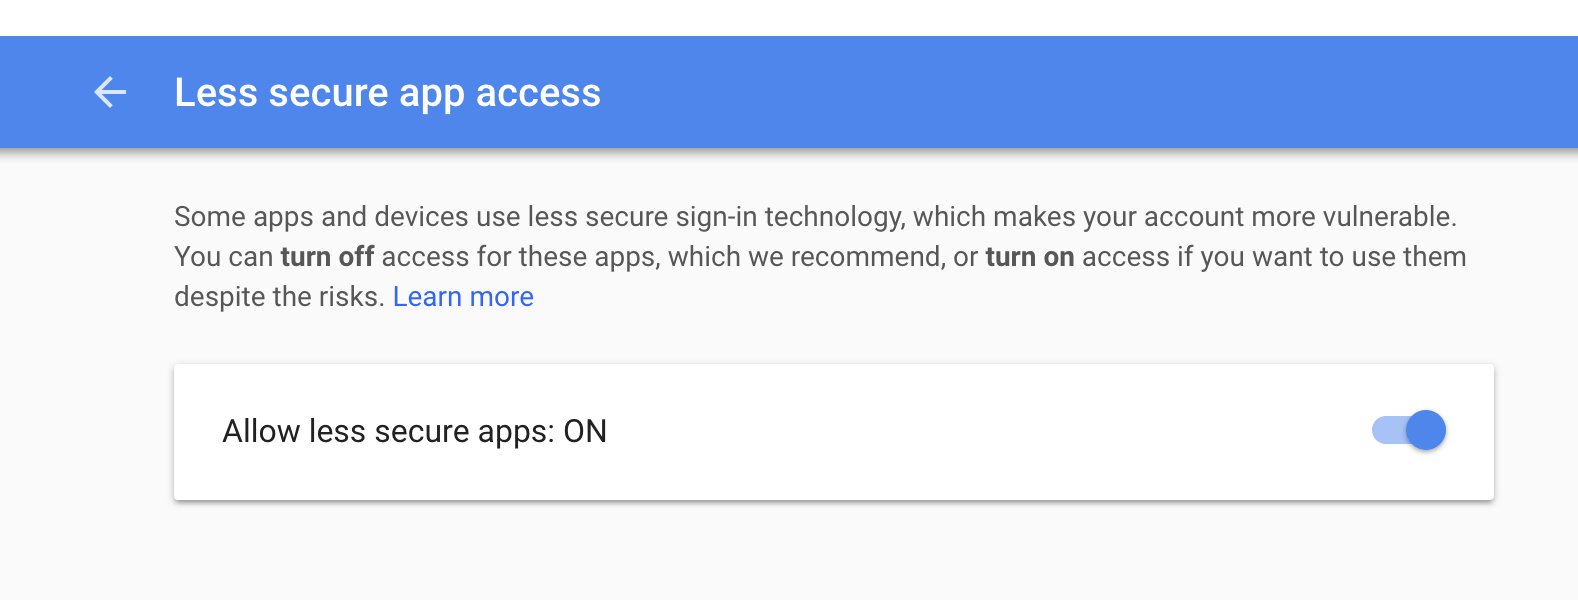 Less secure app access
Some apps and devices use less secure sign-in technology, which makes your account more vulnerable.
You can turn off access for these apps, which we recommend, or turn on access if you want to use them
despite the risks. Learn more
Allow less secure apps: ON